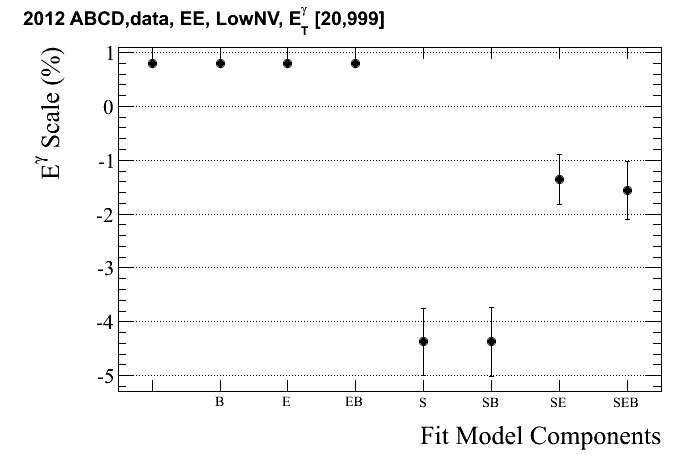 2012 ABCD,data, EE, LowNV, E_T^γ [20,999]
E^γ Scale (%)
1
0
-1
-2
-3
-4
-5
B E EB S SB SE SEB
Fit Model Components